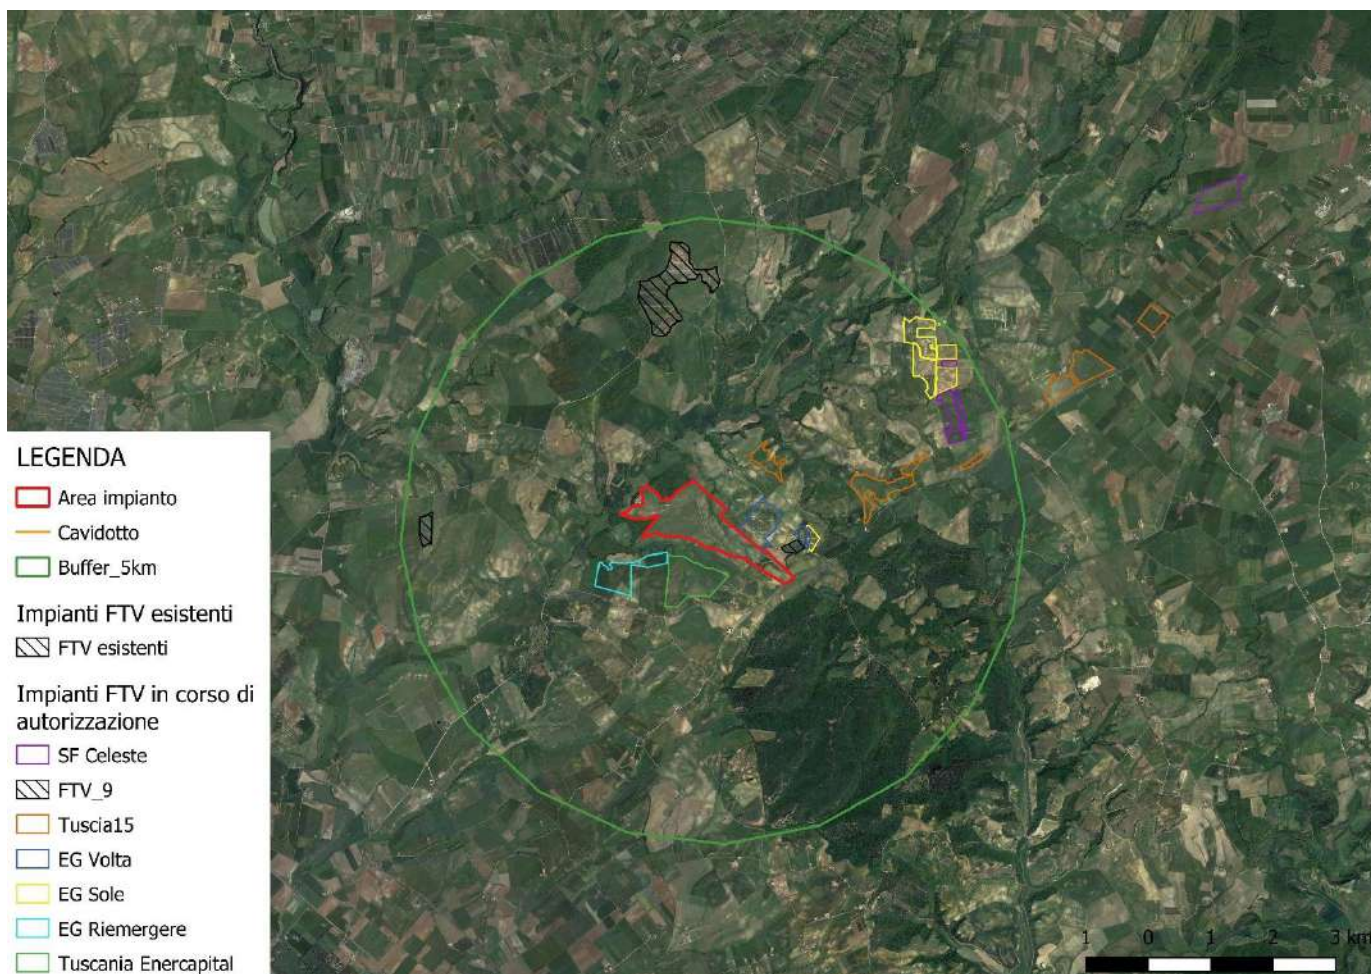 LEGENDA
Area impianto
Cavidotto
Buffer_5km
Impianti FTV esistenti
FTV esistenti
Impianti FTV in corso di
autorizzazione
SF Celeste
FTV_9
Tuscia15
EG Volta
EG Sole
EG Riemergere
Tuscania Enercapital
1 0 1 2 3 km